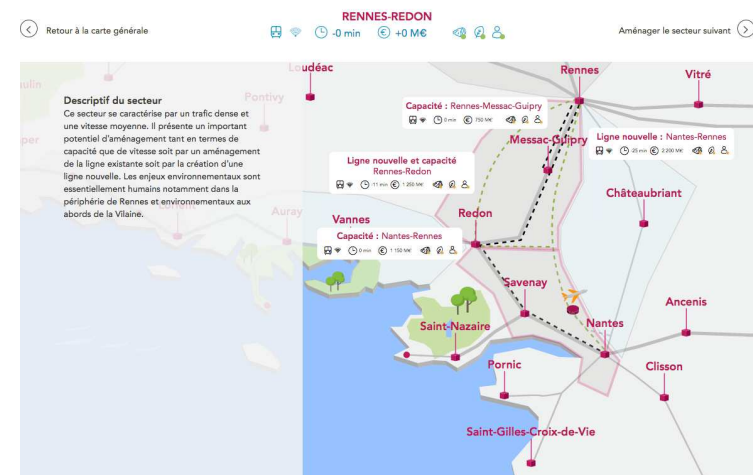 RENNES-REDON
Retour à la carte générale
-0 min
+0 M€
Aménager le secteur suivant
Descriptif du secteur
Ce secteur se caractérise par un trafic dense et
une vitesse moyenne. Il présente un important
potentiel d'aménagement tant en termes de
capacité que de vitesse soit par un aménagement
de la ligne existante soit par la création d'une
ligne nouvelle. Les enjeux environnementaux sont
essentiellement humains notamment dans la
périphérie de Rennes et environnementaux aux
abords de la Vilaine.
Loudéac
Pontivy
Auray
Rennes
Vitré
Capacité : Rennes-Messac-Guipry
0 min 750 M€
Messac-Guipry
Ligne nouvelle : Nantes-Rennes
-25 min 2 200 M€
Ligne nouvelle et capacité
Rennes-Redon
-11 min 1 250 M€
Châteaubriant
Redon
Vannes
Capacité : Nantes-Rennes
0 min 1 150 M€
Savenay
Saint-Nazaire
Nantes
Ancenis
Pornic
Clisson
Saint-Gilles-Croix-de-Vie